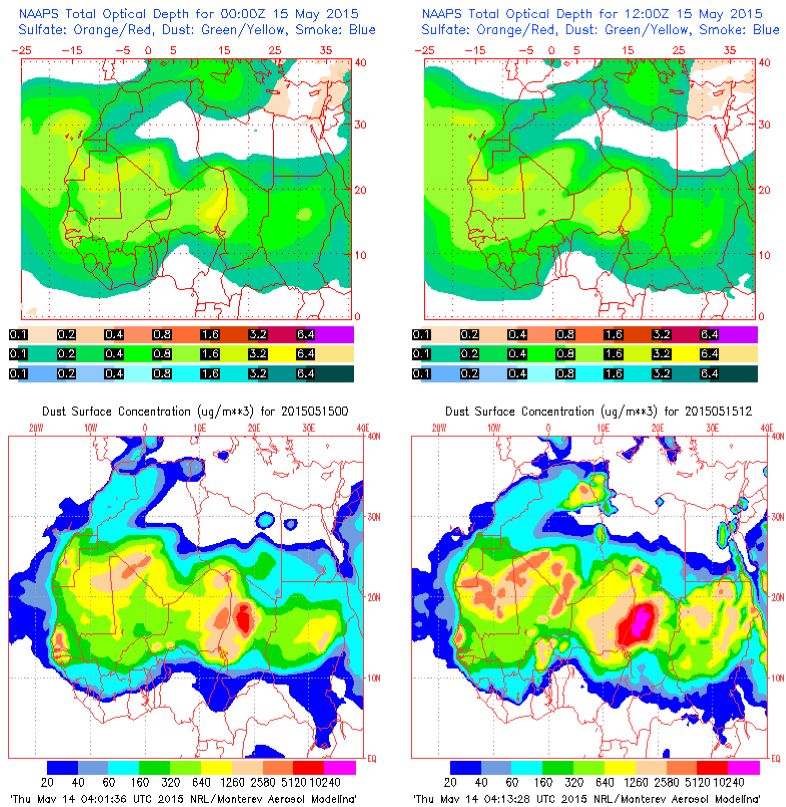 NAAPS Total Optical Depth for 00:00Z 15 May 2015
Sulfate: Orange/Red, Dust: Green/Yellow, Smoke: Blue
-25 -15 -5 0 5 15 25 35
40
30
20
10
0
0.1 0.2 0.4 0.8 1.6 3.2 6.4
0.1 0.2 0.4 0.8 1.6 3.2 6.4
0.1 0.2 0.4 0.8 1.6 3.2 6.4
NAAPS Total Optical Depth for 12:00Z 15 May 2015
Sulfate: Orange/Red, Dust: Green/Yellow, Smoke: Blue
-25 -15 -5 0 5 15 25 35
40
30
20
10
0
0.1 0.2 0.4 0.8 1.6 3.2 6.4
0.1 0.2 0.4 0.8 1.6 3.2 6.4
0.1 0.2 0.4 0.8 1.6 3.2 6.4
Dust Surface Concentration (ug/m**3) for 2015051500
20W 10W 0 10E 20E 30E 40E
40N
30N
20N
10N
EQ
20 40 60 160 320 640 1260 2580 5120 10240
'Thu May 14 04:01:36 UTC 2015 NRL/Monterey Aerosol Modeling'
Dust Surface Concentration (ug/m**3) for 2015051512
20W 10W 0 10E 20E 30E 40E
40N
30N
20N
10N
EQ
20 40 60 160 320 640 1260 2580 5120 10240
'Thu May 14 04:13:28 UTC 2015 NRL/Monterey Aerosol Modeling'